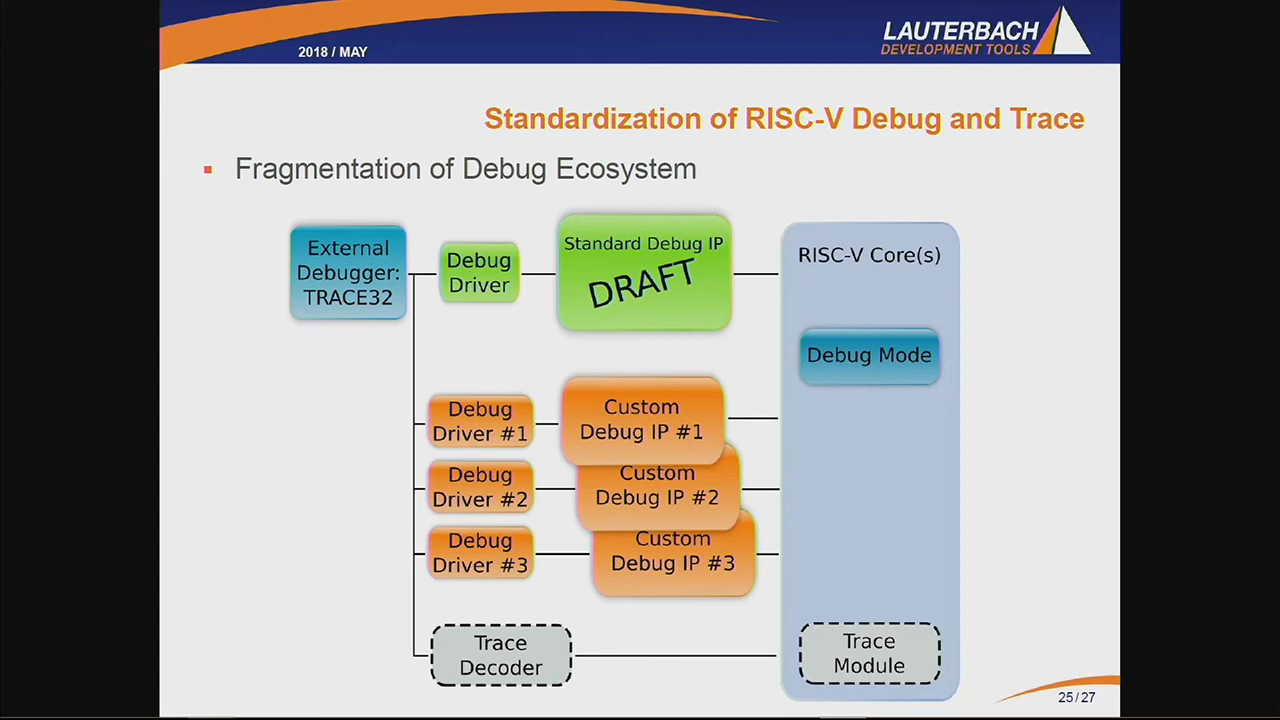 2018 / MAY
LAUTERBACH
DEVELOPMENT TOOLS
Standardization of RISC-V Debug and Trace
Fragmentation of Debug Ecosystem
External
Debugger:
TRACE32
Debug
Driver
Standard Debug IP
DRAFT
RISC-V Core(s)
Debug Mode
Debug
Driver #1
Custom
Debug IP #1
Debug
Driver #2
Custom
Debug IP #2
Debug
Driver #3
Custom
Debug IP #3
Trace
Decoder
Trace
Module
25 / 27